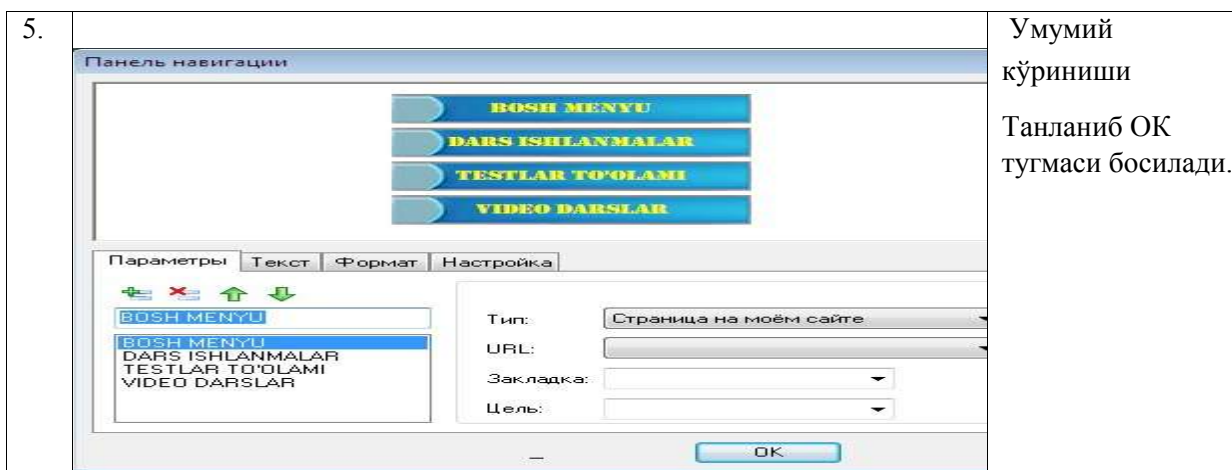 5.
Умумий
кўриниши
Танланиб ОК
тугмаси босилади.
Панель навигации
BOSH MENYU
DARS ISHLANMALAR
TESTLAR TO'OLAMI
VIDEO DARSLAR
Параметры Текст Формат Настройка
BOSH MENYU
BOSH MENYU
DARS ISHLANMALAR
TESTLAR TO'OLAMI
VIDEO DARSLAR
Тип: Страница на моём сайте
URL:
Закладка:
Цель:
OK